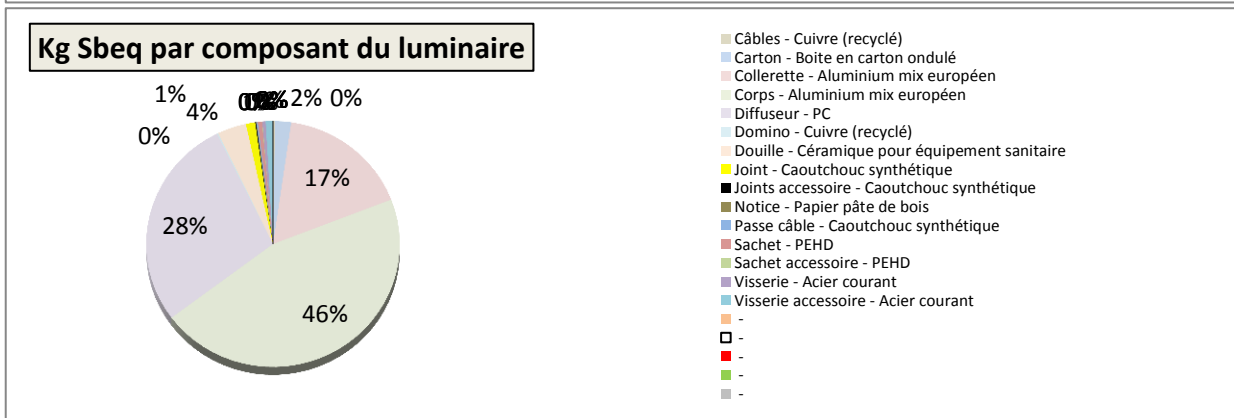 Kg Sbeq par composant du luminaire
1%
4%
2%
0%
0%
17%
28%
46%
Câbles - Cuivre (recyclé)
Carton - Boite en carton ondulé
Collerette - Aluminium mix européen
Corps - Aluminium mix européen
Diffuseur - PC
Domino - Cuivre (recyclé)
Douille - Céramique pour équipement sanitaire
Joint - Caoutchouc synthétique
Joints accessoire - Caoutchouc synthétique
Notice - Papier pâte de bois
Passe câble - Caoutchouc synthétique
Sachet - PEHD
Sachet accessoire - PEHD
Visserie - Acier courant
Visserie accessoire - Acier courant
-
-
-
-
-